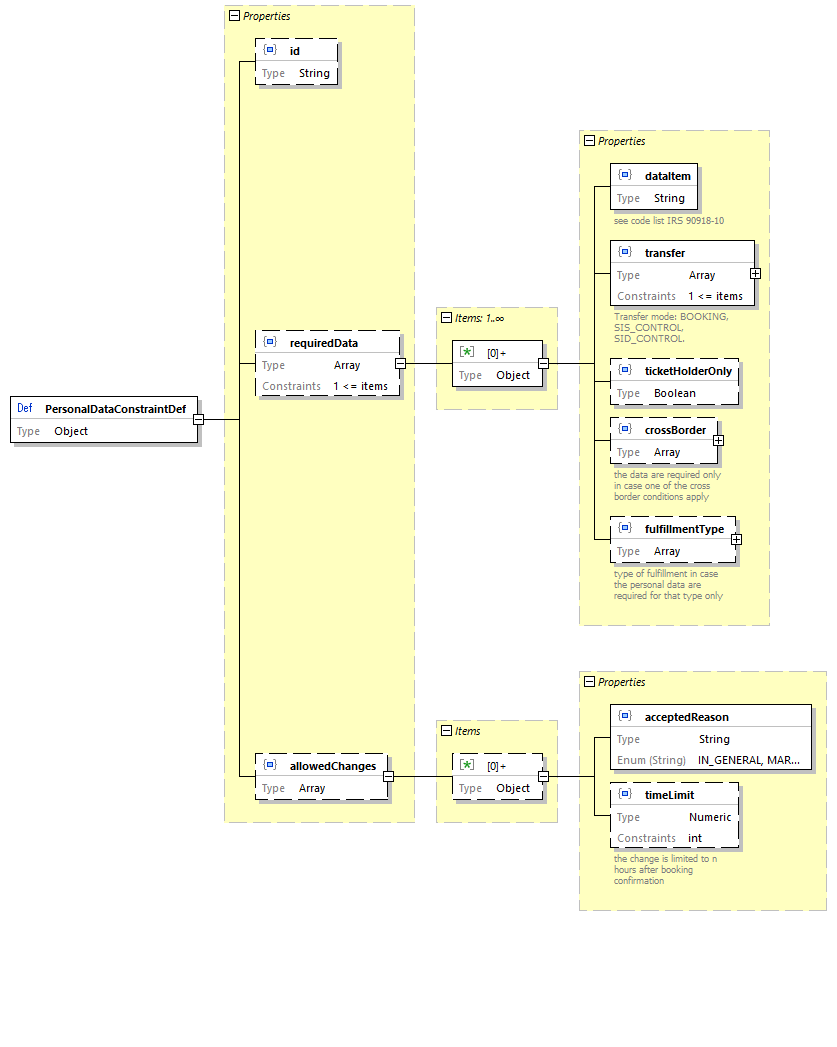 Properties
id
Type String
Properties
dataItem
Type String
see code list IRS 90918-10
transfer
Type Array
Constraints 1 <= items
Transfer mode: BOOKING,
SIS_CONTROL,
SID_CONTROL.
Items: 1..∞
requiredData
Type Array
Constraints 1 <= items
[0]+
Type Object
ticketHolderOnly
Type Boolean
Def PersonalDataConstraintDef
Type Object
crossBorder
Type Array
the data are required only
in case one of the cross
border conditions apply
fulfillmentType
Type Array
type of fulfillment in case
the personal data are
required for that type only
Properties
acceptedReason
Type String
Enum (String) IN_GENERAL, MAR...
Items
allowedChanges
Type Array
[0]+
Type Object
timeLimit
Type Numeric
Constraints int
the change is limited to n
hours after booking
confirmation